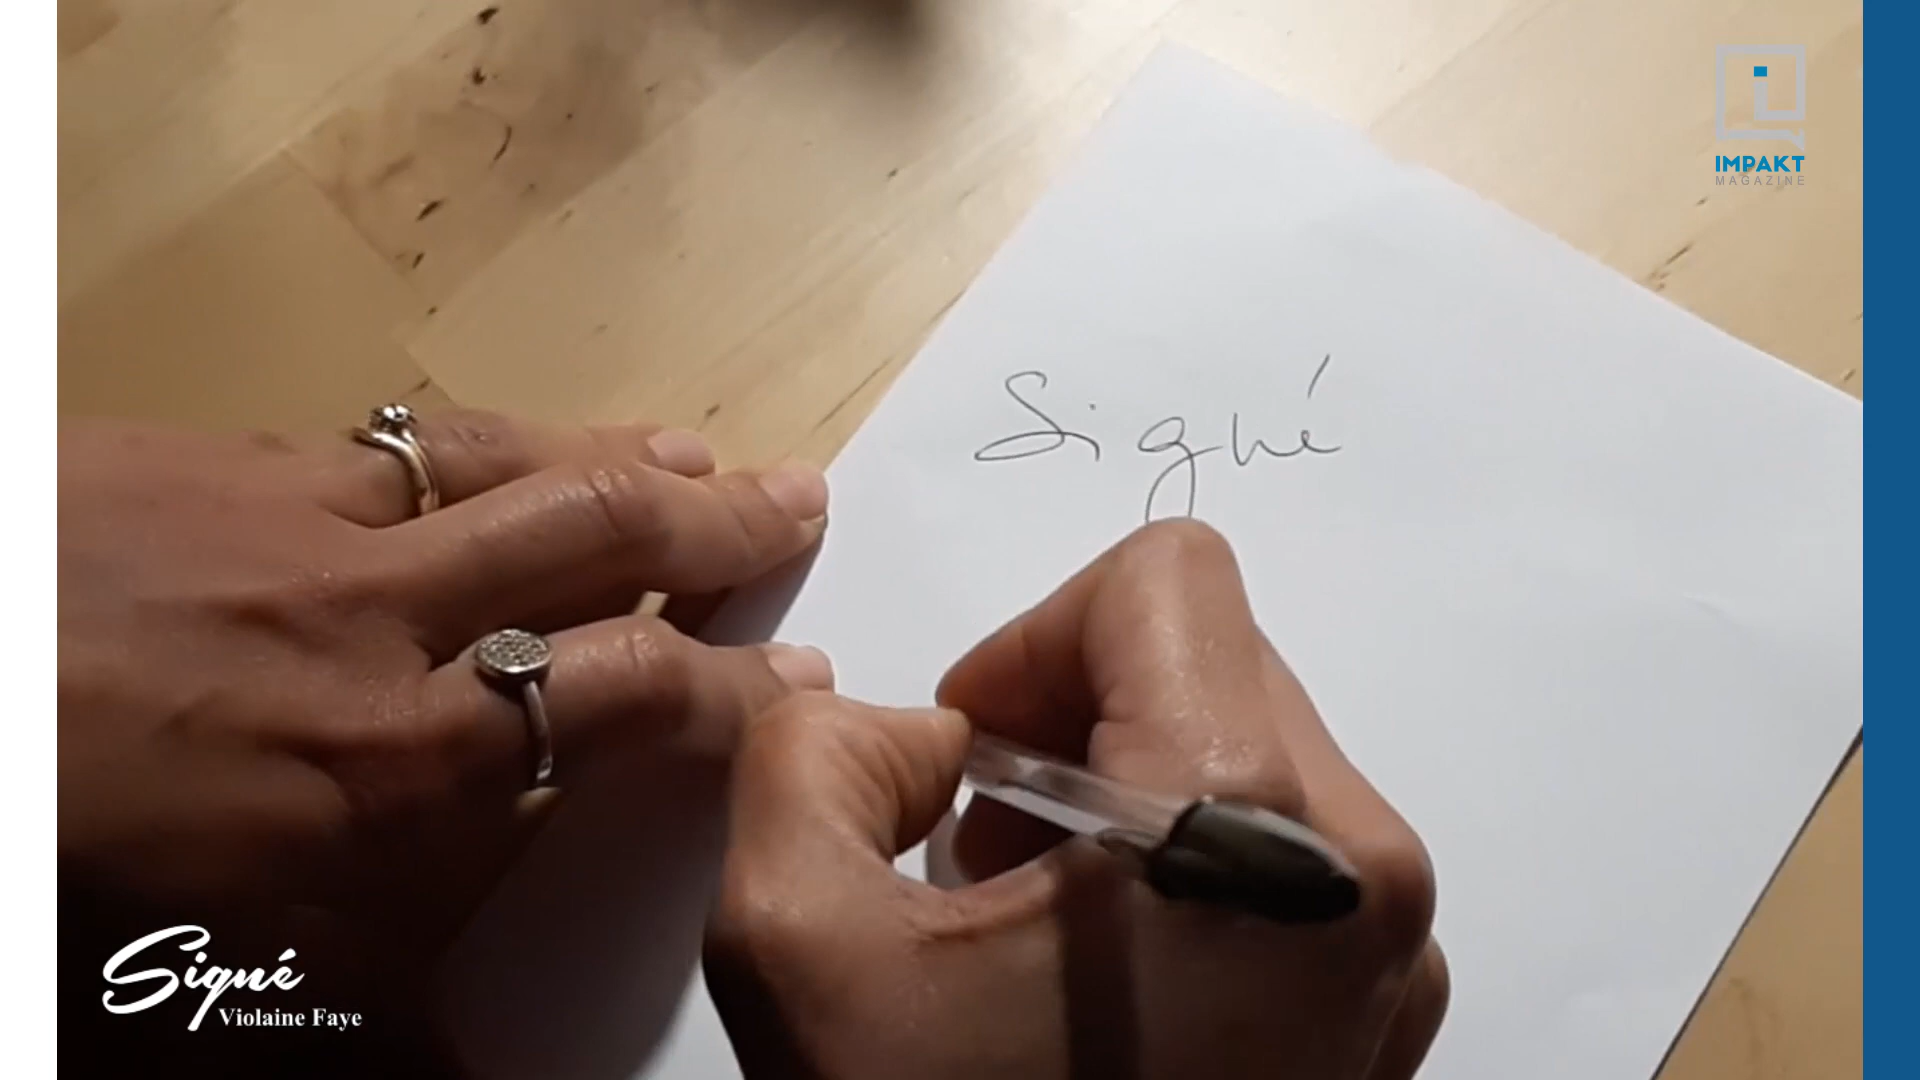 IMPAKT
MAGAZINE
Signé
Signé
Violaine Faye